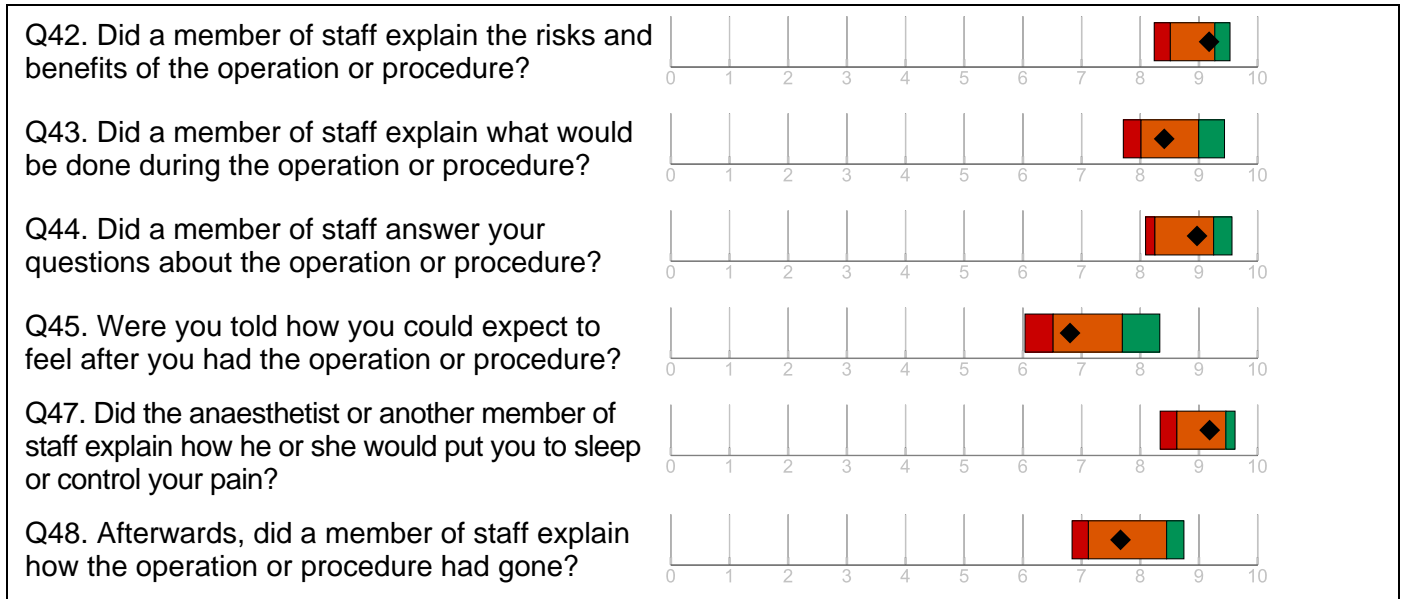 Q42. Did a member of staff explain the risks and
benefits of the operation or procedure?
0 1 2 3 4 5 6 7 8 9 10
Q43. Did a member of staff explain what would
be done during the operation or procedure?
0 1 2 3 4 5 6 7 8 9 10
Q44. Did a member of staff answer your
questions about the operation or procedure?
0 1 2 3 4 5 6 7 8 9 10
Q45. Were you told how you could expect to
feel after you had the operation or procedure?
0 1 2 3 4 5 6 7 8 9 10
Q47. Did the anaesthetist or another member of
staff explain how he or she would put you to sleep
or control your pain?
0 1 2 3 4 5 6 7 8 9 10
Q48. Afterwards, did a member of staff explain
how the operation or procedure had gone?
0 1 2 3 4 5 6 7 8 9 10